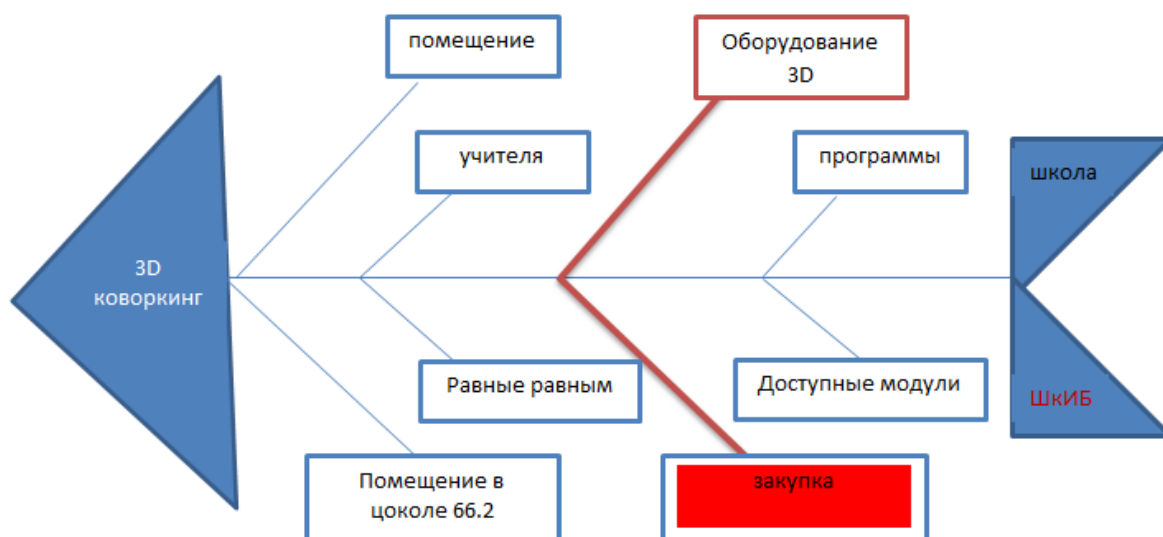 помещение
Оборудование
3D
учителя
программы
школа
3D
коворкинг
Равные равным
Доступные модули
ШкИБ
Помещение в
цоколе 66.2
закупка